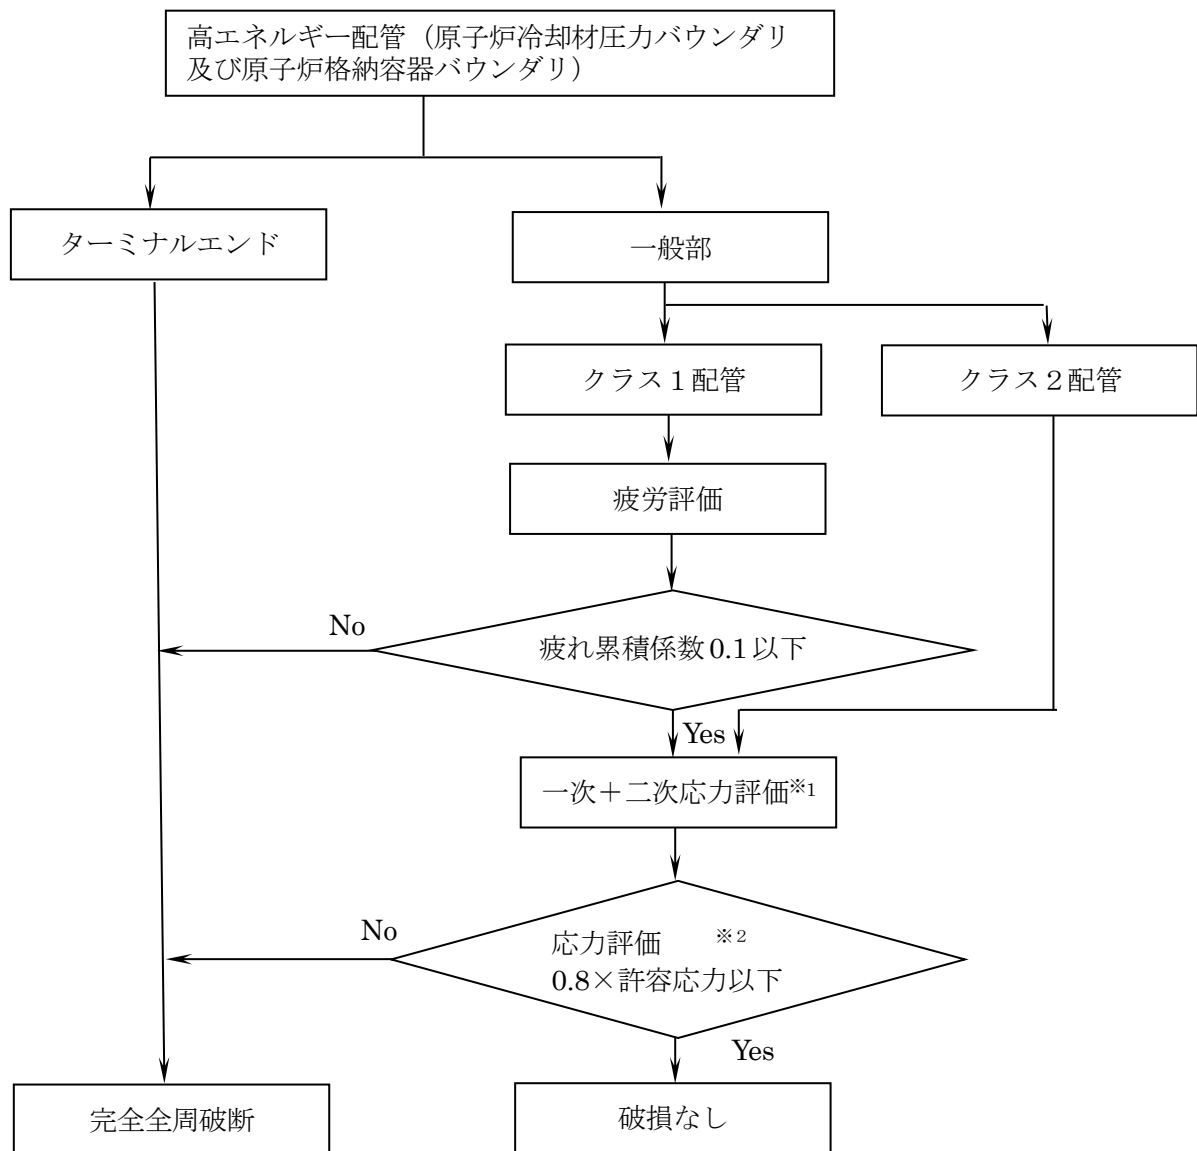 高エネルギー配管（原子炉冷却材圧力バウンダリ
及び原子炉格納容器バウンダリ）
ターミナルエンド
一般部
クラス１配管
クラス２配管
疲労評価
No
疲れ累積係数 0.1 以下
Yes
一次＋二次応力評価※1
No
応力評価　※2
0.8×許容応力以下
Yes
完全全周破断
破損なし